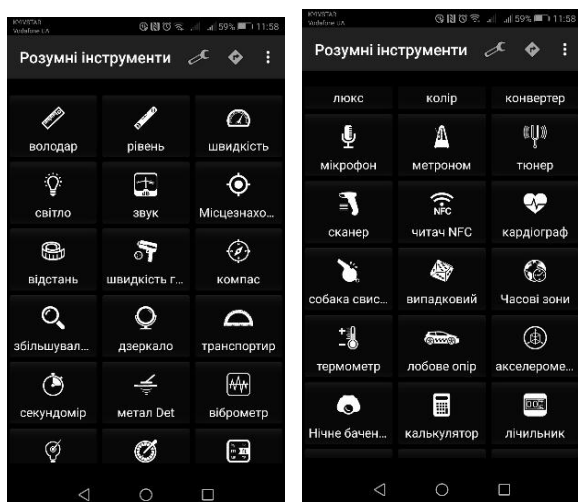 KYIVSTAR
Vodafone UA
59% 11:58
Розумні інструменти
володар рівень швидкість
світло звук Місцезнахо...
відстань швидкість г... компас
збільшувал... дзеркало транспортир
секундомір метал Det віброметр
KYIVSTAR
Vodafone UA
59% 11:58
Розумні інструменти
люкс колір конвертер
мікрофон метроном тюнер
NFC
сканер читач NFC кардіограф
собака свис... випадковий Часові зони
термометр лобове опір акселероме...
Нічне бачен... калькулятор лічильник